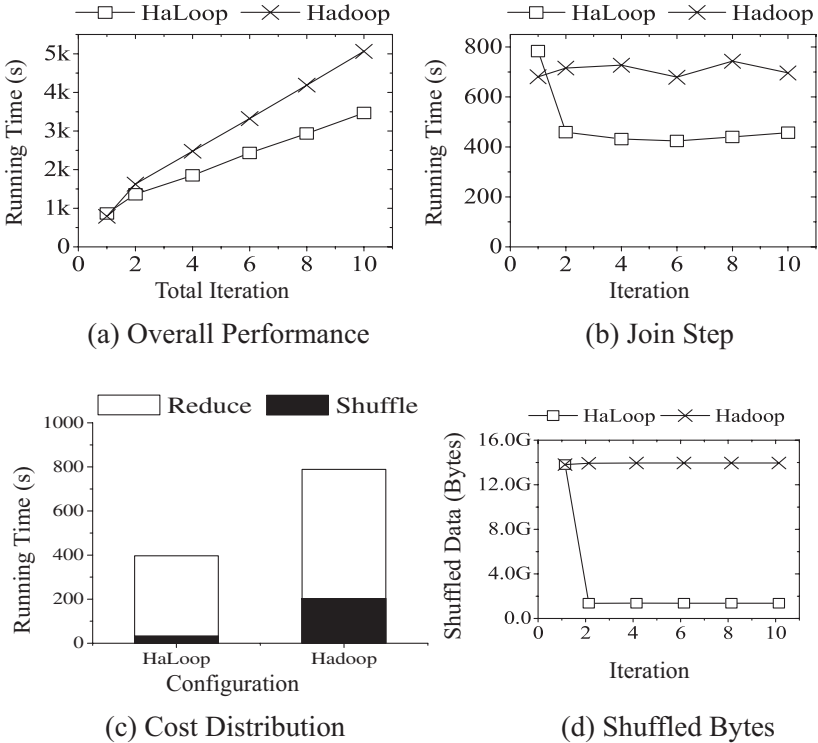 HaLoop Hadoop
5k
4k
3k
2k
1k
0
0 2 4 6 8 10
Running Time (s)
Total Iteration
(a) Overall Performance
HaLoop Hadoop
800
600
400
200
0
0 2 4 6 8 10
Running Time (s)
Iteration
(b) Join Step
Reduce Shuffle
1000
800
600
400
200
0
HaLoop Hadoop
Running Time (s)
Configuration
(c) Cost Distribution
HaLoop Hadoop
16.0G
12.0G
8.0G
4.0G
0.0
0 2 4 6 8 10
Shuffled Data (Bytes)
Iteration
(d) Shuffled Bytes